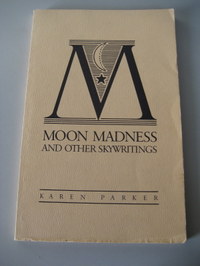 M
MOON MADNESS
AND OTHER SKYWRITINGS
KAREN PARKER